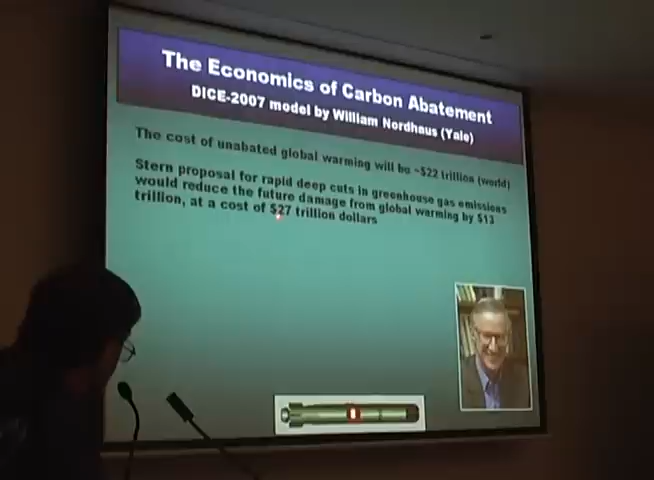 The Economics of Carbon Abatement
DICE-2007 model by William Nordhaus (Yale)
The cost of unabated global warming will be ~$22 trillion (world)
Stern proposal for rapid deep cuts in greenhouse gas emissions
would reduce the future damage from global warming by $13
trillion, at a cost of $27 trillion dollars